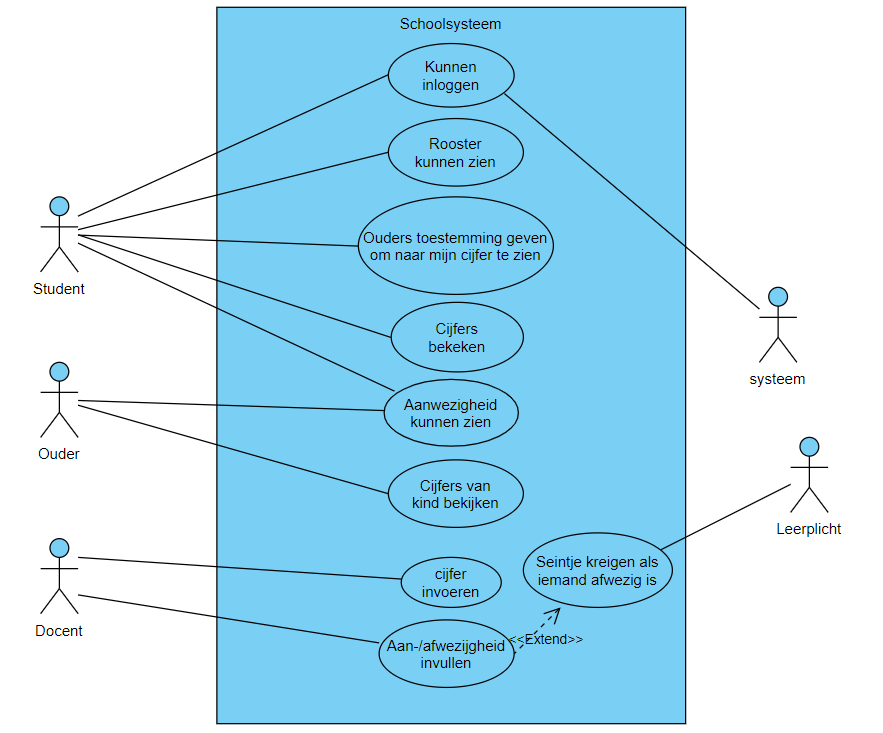 Schoolsysteem
Kunnen
inloggen
Rooster
kunnen zien
Ouders toestemming geven
om naar mijn cijfer te zien
Student
Cijfers
bekeken
systeem
Aanwezigheid
kunnen zien
Ouder
Cijfers van
kind bekijken
Leerplicht
Seintje kreigen als
iemand afwezig is
cijfer
invoeren
Docent
<<Extend>>
Aan-/afwezijgheid
invullen